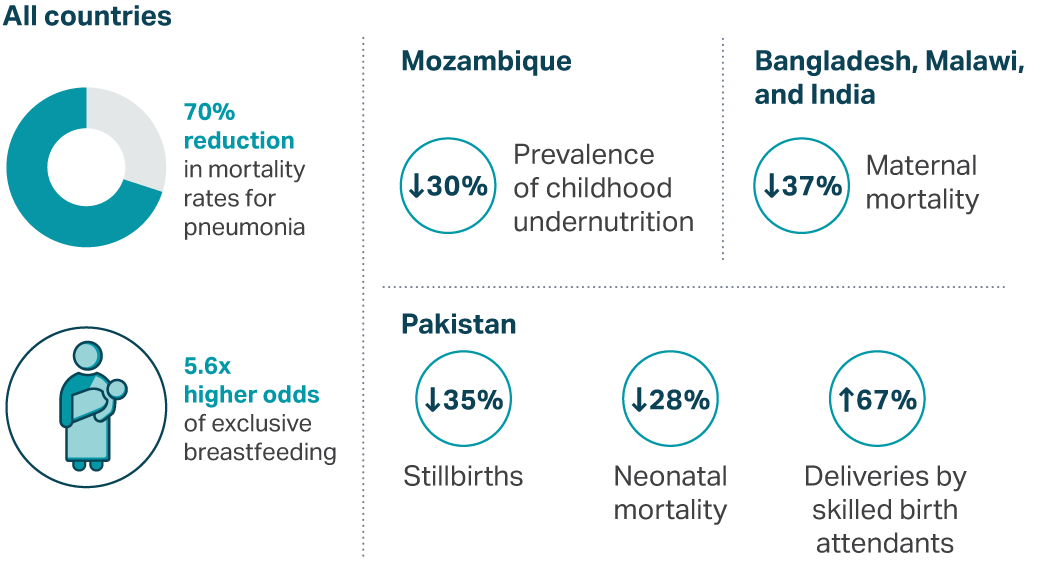 All countries
70%
reduction
in mortality
rates for
pneumonia
5.6x
higher odds
of exclusive
breastfeeding
Mozambique
↓30%
Prevalence
of childhood
undernutrition
Bangladesh, Malawi,
and India
↓37%
Maternal
mortality
Pakistan
↓35%
Stillbirths
↓28%
Neonatal
mortality
↑67%
Deliveries by
skilled birth
attendants